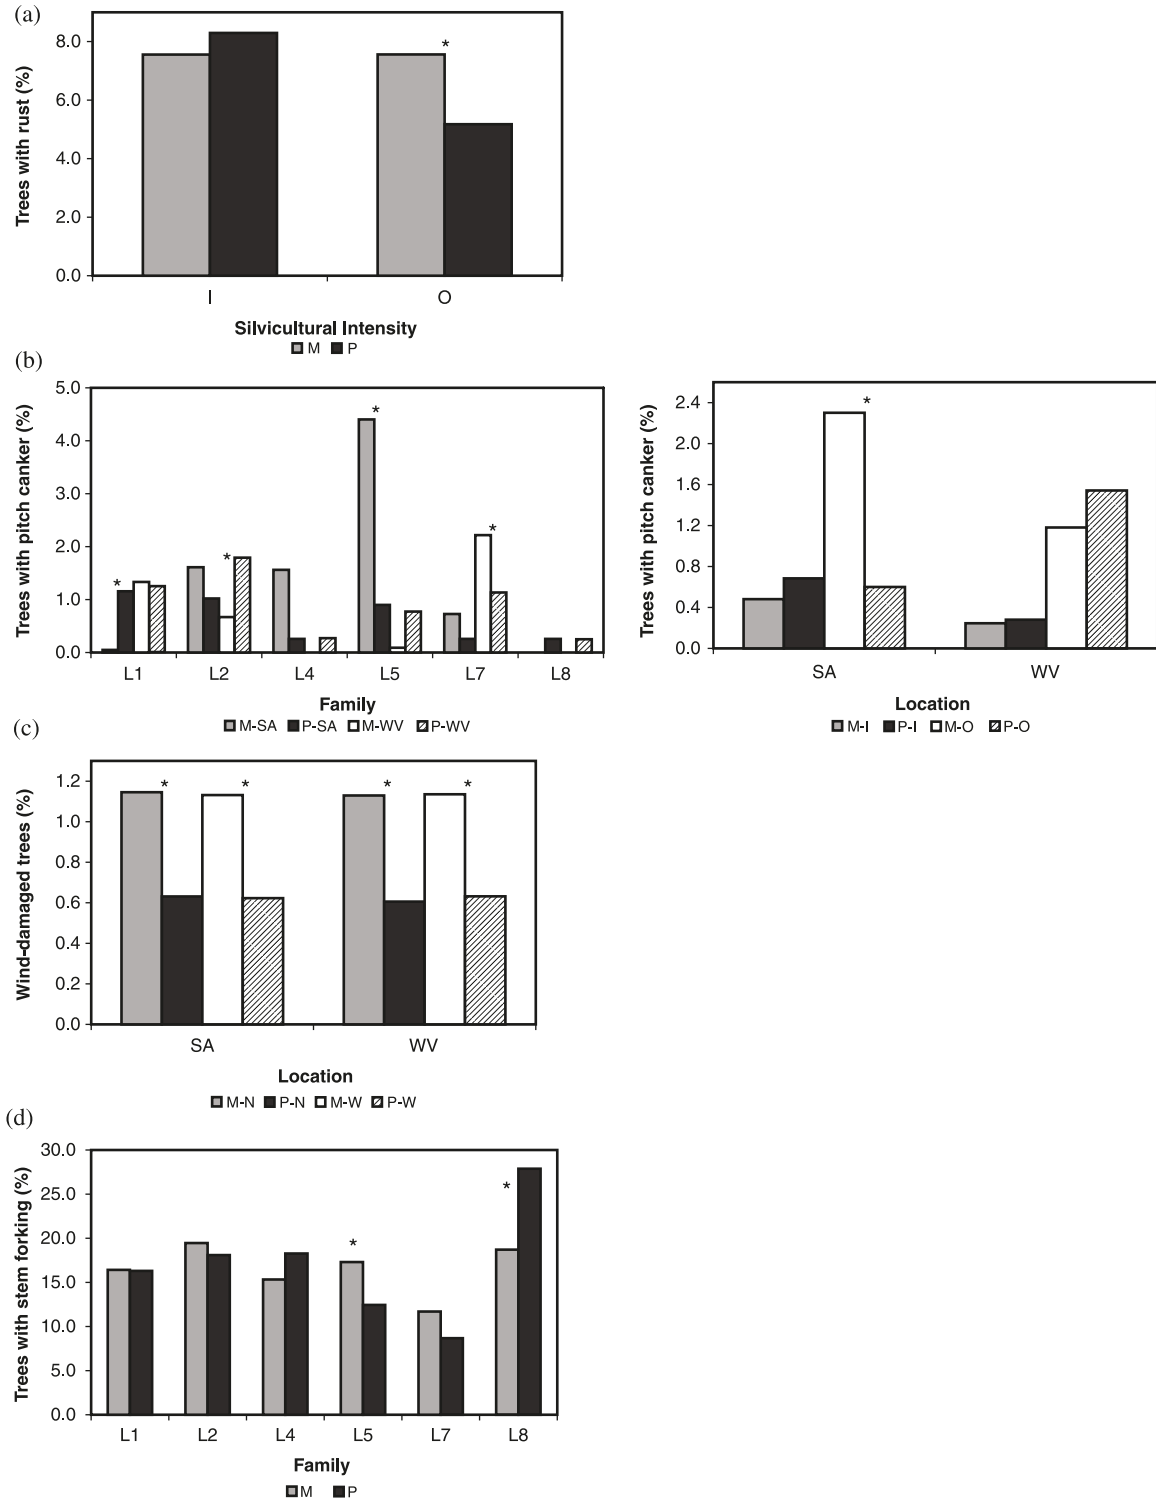 (a)
Trees with rust (%)
8.0
6.0
4.0
2.0
0.0
*
I O
Silvicultural Intensity
M P
(b)
Trees with pitch canker (%)
5.0
4.0
3.0
2.0
1.0
0.0
* * * *
L1 L2 L4 L5 L7 L8
Family
M-SA P-SA M-WV P-WV
Trees with pitch canker (%)
2.4
2.0
1.6
1.2
0.8
0.4
0.0
*
SA WV
Location
M-I P-I M-O P-O
(c)
Wind-damaged trees (%)
1.2
1.0
0.8
0.6
0.4
0.2
0.0
* * * *
SA WV
Location
M-N P-N M-W P-W
(d)
Trees with stem forking (%)
30.0
25.0
20.0
15.0
10.0
5.0
0.0
* *
L1 L2 L4 L5 L7 L8
Family
M P